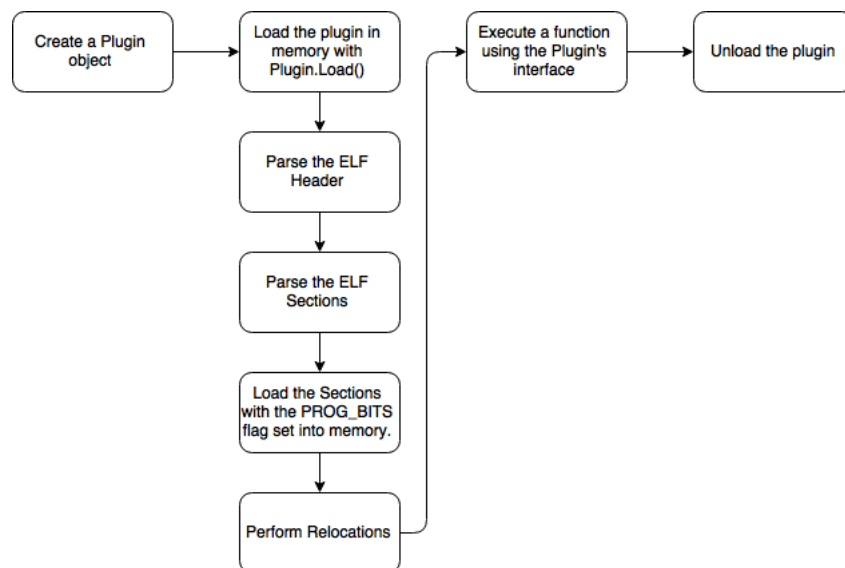 Create a Plugin
object
Load the plugin in
memory with
Plugin.Load()
Parse the ELF
Header
Parse the ELF
Sections
Load the Sections
with the PROG_BITS
flag set into memory.
Perform Relocations
Execute a function
using the Plugin's
interface
Unload the plugin